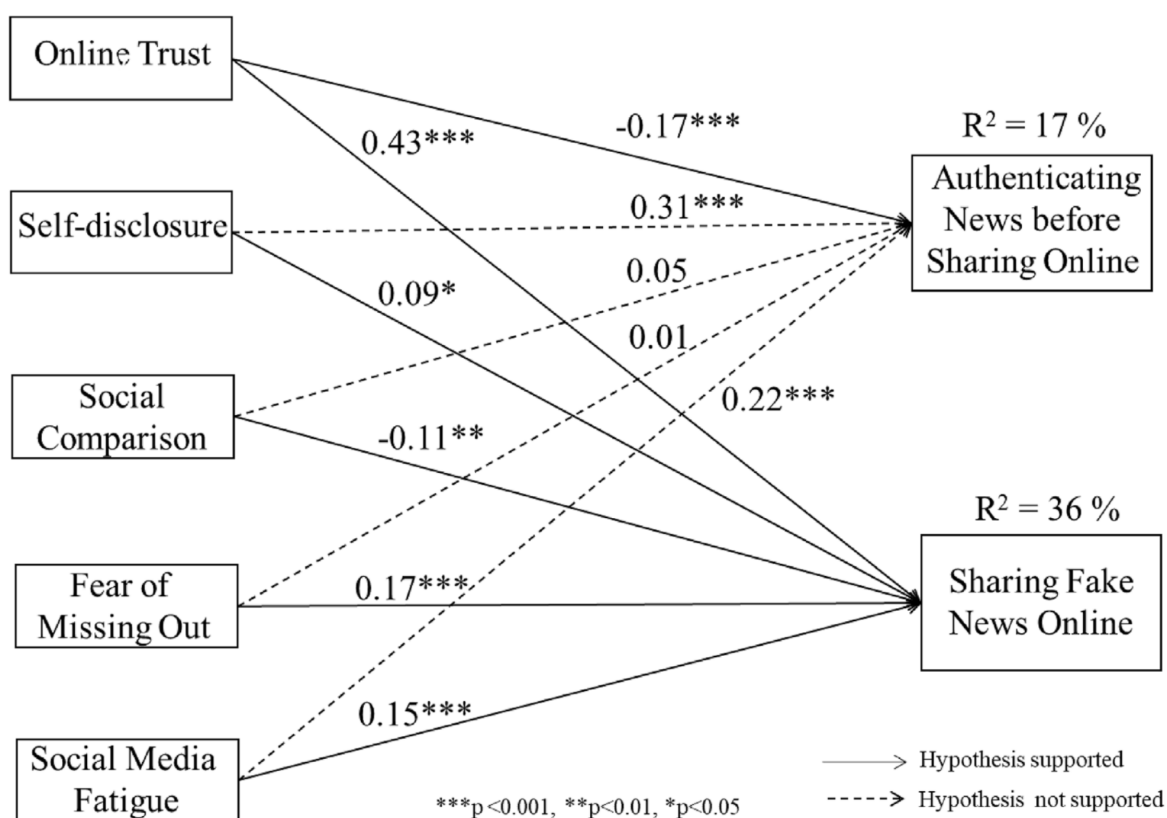 Online Trust
Self-disclosure
Social
Comparison
Fear of
Missing Out
Social Media
Fatigue
0.43***
-0.17***
0.31***
0.09*
0.05
0.01
0.22***
-0.11**
0.17***
0.15***
R² = 17 %
Authenticating
News before
Sharing Online
R² = 36 %
Sharing Fake
News Online
Hypothesis supported
Hypothesis not supported
***p<0.001, **p<0.01, *p<0.05